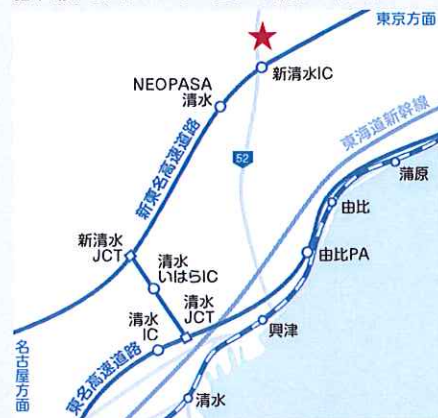 東京方面
新清水IC
NEOPASA
清水
新東名高速道路
52
東海道新幹線
蒲原
由比
新清水
JCT
清水
いはらIC
由比PA
清水
JCT
清水
IC
興津
名古屋方面
東名高速道路
清水